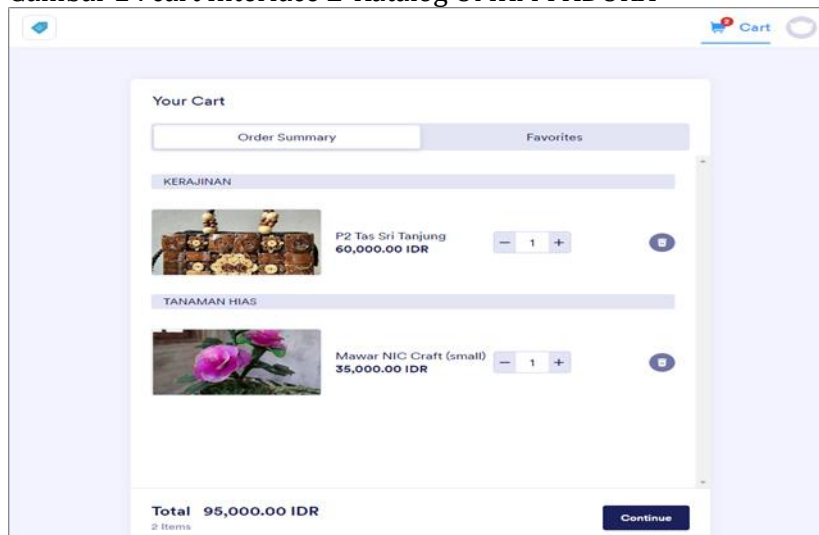 2
Cart
Your Cart
Order Summary
Favorites
KERAJINAN
P2 Tas Sri Tanjung
60,000.00 IDR
1
TANAMAN HIAS
Mawar NIC Craft (small)
35,000.00 IDR
1
Total 95,000.00 IDR
2 Items
Continue